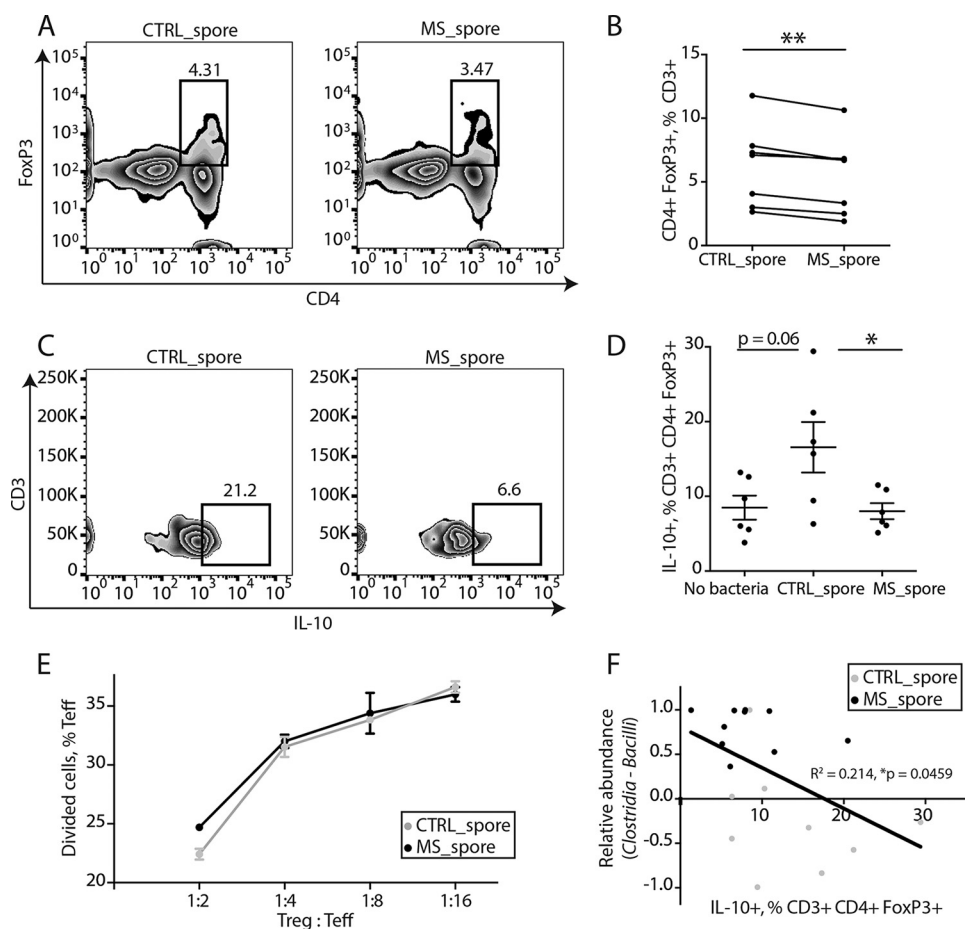 A
CTRL_spore
MS_spore
4.31
3.47
10⁵
10⁴
10³
10²
10¹
10⁰
FoxP3
10⁰ 10¹ 10² 10³ 10⁴ 10⁵
10⁰ 10¹ 10² 10³ 10⁴ 10⁵
CD4
B
**
15
10
5
0
CD4+ FoxP3+, % CD3+
CTRL_spore MS_spore
C
CTRL_spore
MS_spore
250K
200K
150K
100K
50K
0
250K
200K
150K
100K
50K
0
21.2
6.6
CD3
10⁰ 10¹ 10² 10³ 10⁴ 10⁵
10⁰ 10¹ 10² 10³ 10⁴ 10⁵
IL-10
D
p = 0.06
*
30
20
10
0
IL-10+, % CD3+ CD4+ FoxP3+
No bacteria CTRL_spore MS_spore
E
35
30
25
20
Divided cells, % Teff
CTRL_spore
MS_spore
1:2 1:4 1:8 1:16
Treg : Teff
F
CTRL_spore
MS_spore
1.0
0.5
0.0
-0.5
-1.0
Relative abundance
(Clostridia - Bacilli)
R² = 0.214, *p = 0.0459
10 20 30
IL-10+, % CD3+ CD4+ FoxP3+